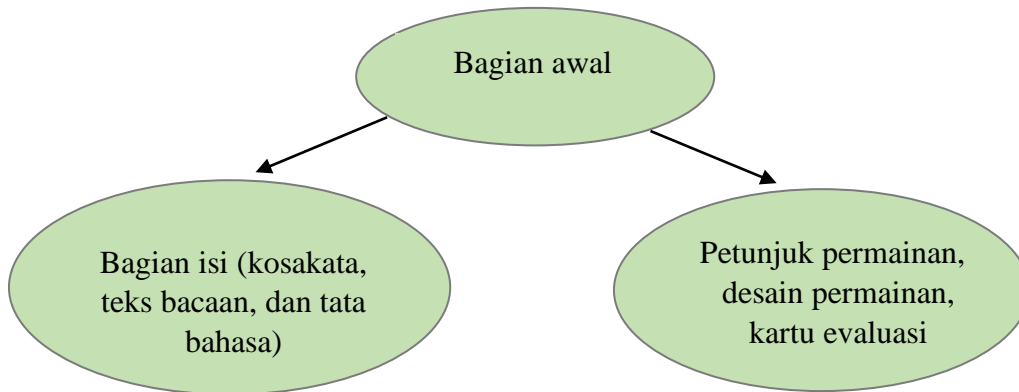 Bagian awal
Bagian isi (kosakata,
teks bacaan, dan tata
bahasa)
Petunjuk permainan,
desain permainan,
kartu evaluasi